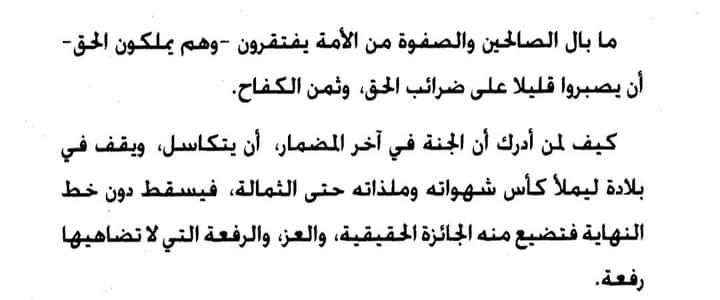 ما بال الصالحين والصفوة من الأمة يفتقرون -وهم يملكون الحق-
أن يصبروا قليلا على ضرائب الحق، وثمن الكفاح.
كيف لمن أدرك أن الجنة في آخر المضمار، أن يتكاسل، ويقف في
بلادة ليملأ كأس شهواته وملذاته حتى الثمالة، فيسقط دون خط
النهاية فتضيع منه الجائزة الحقيقية، والعز، والرفعة التي لا تضاهيها
رفعة.